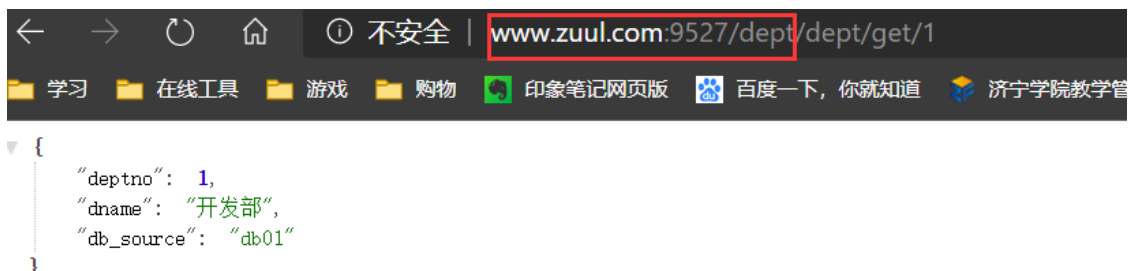 不安全 | www.zuul.com:9527/dept/dept/get/1
学习 在线工具 游戏 购物 印象笔记网页版 百度一下，你就知道 济宁学院教学管
{
"deptno": 1,
"dname": "开发部",
"db_source": "db01"
}